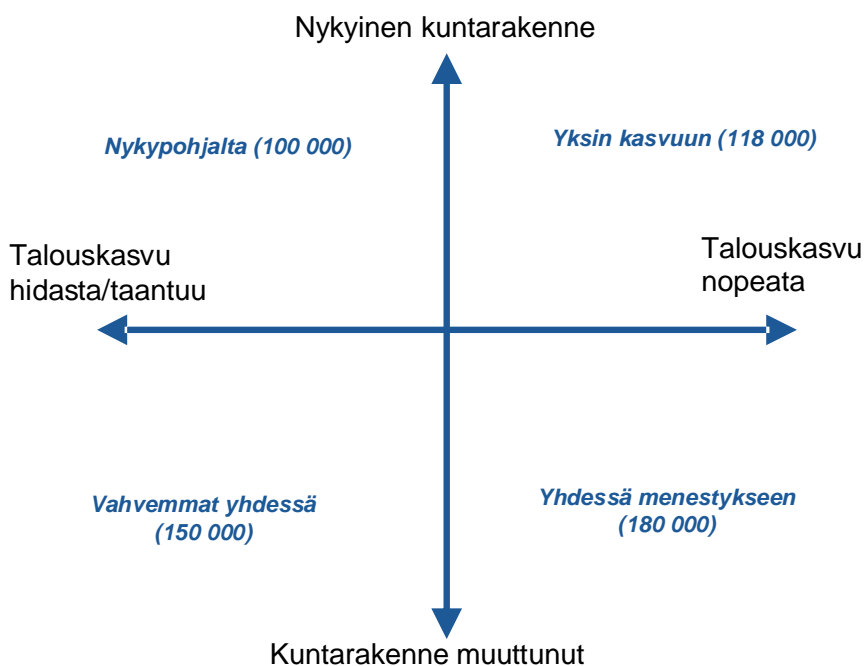 Nykyinen kuntarakenne
Nykypohjalta (100 000)
Yksin kasvuun (118 000)
Talouskasvu
hidasta/taantuu
Talouskasvu
nopeata
Vahvemmat yhdessä
(150 000)
Yhdessä menestykseen
(180 000)
Kuntarakenne muuttunut